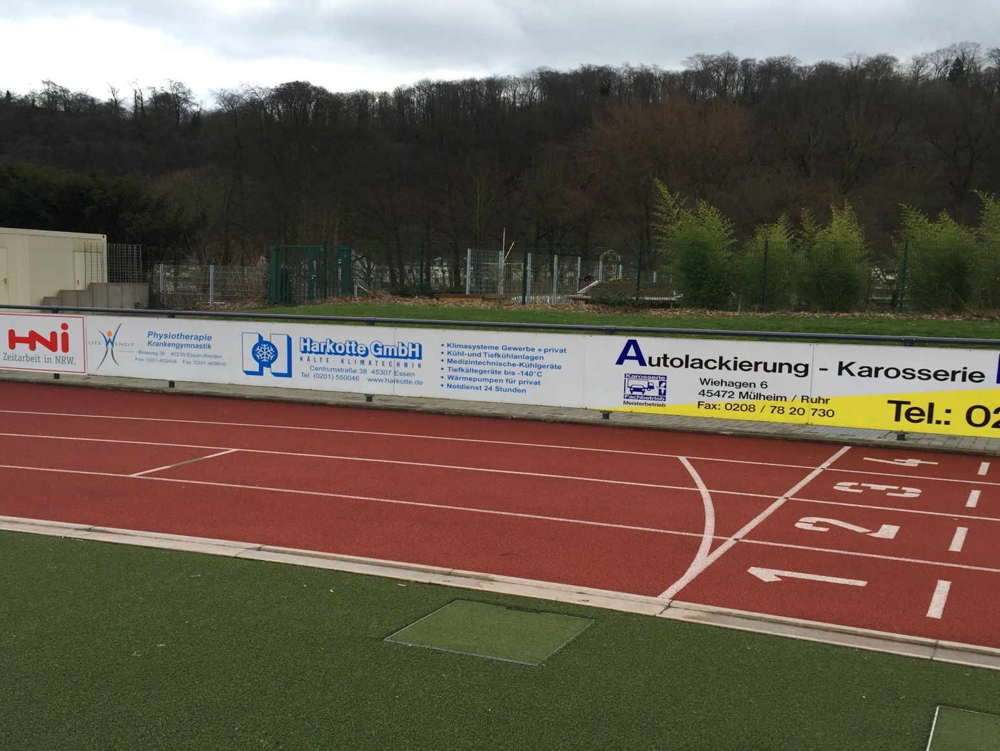 HNi
Zeitarbeit in NRW.
UTE WENDT
Physiotherapie
Krankengymnastik
Brosweg 36 45239 Essen-Werden
Fon: 0201-402404 Fax: 0201-409910
H
Harkotte GmbH
KÄLTE-KLIMATECHNIK
Centrumstraße 38 45307 Essen
Tel. (0201) 550046 www.harkotte.de
• Klimasysteme Gewerbe + privat
• Kühl-und Tiefkühlanlagen
• Medizintechnische-Kühlgeräte
• Tiefkältegeräte bis -140°C
• Wärmepumpen für privat
• Notdienst 24 Stunden
Autolackierung - Karosserie
Karosserie
Fachbetrieb
Meisterbetrieb
Wiehagen 6
45472 Mülheim / Ruhr
Fax: 0208 / 78 20 730
Tel.: 02
4
3
2
1